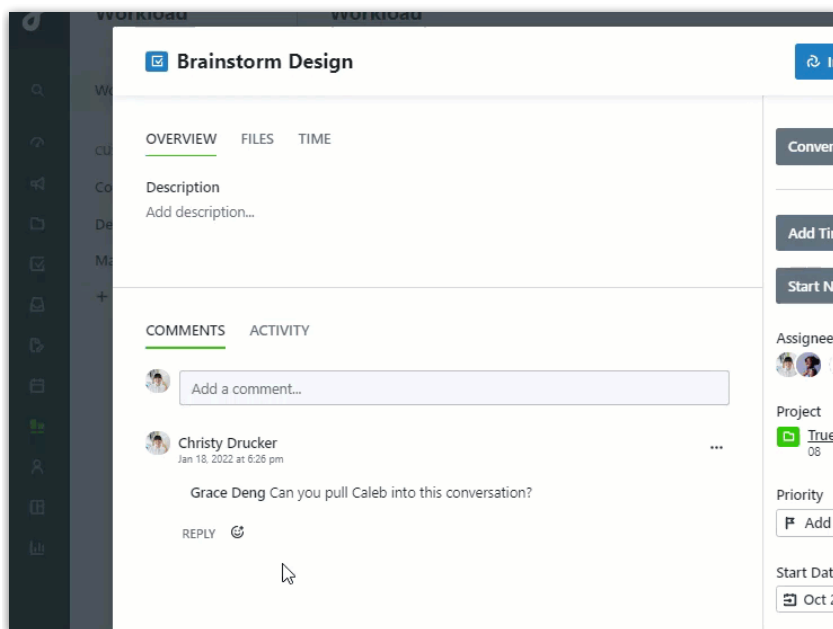 Workload
Workload
Brainstorm Design
OVERVIEW FILES TIME
Description
Add description...
COMMENTS ACTIVITY
Add a comment...
Christy Drucker
Jan 18, 2022 at 6:26 pm
Grace Deng Can you pull Caleb into this conversation?
REPLY
Add
Start
Assignee
Project
08
Priority
Add
Start
Oct